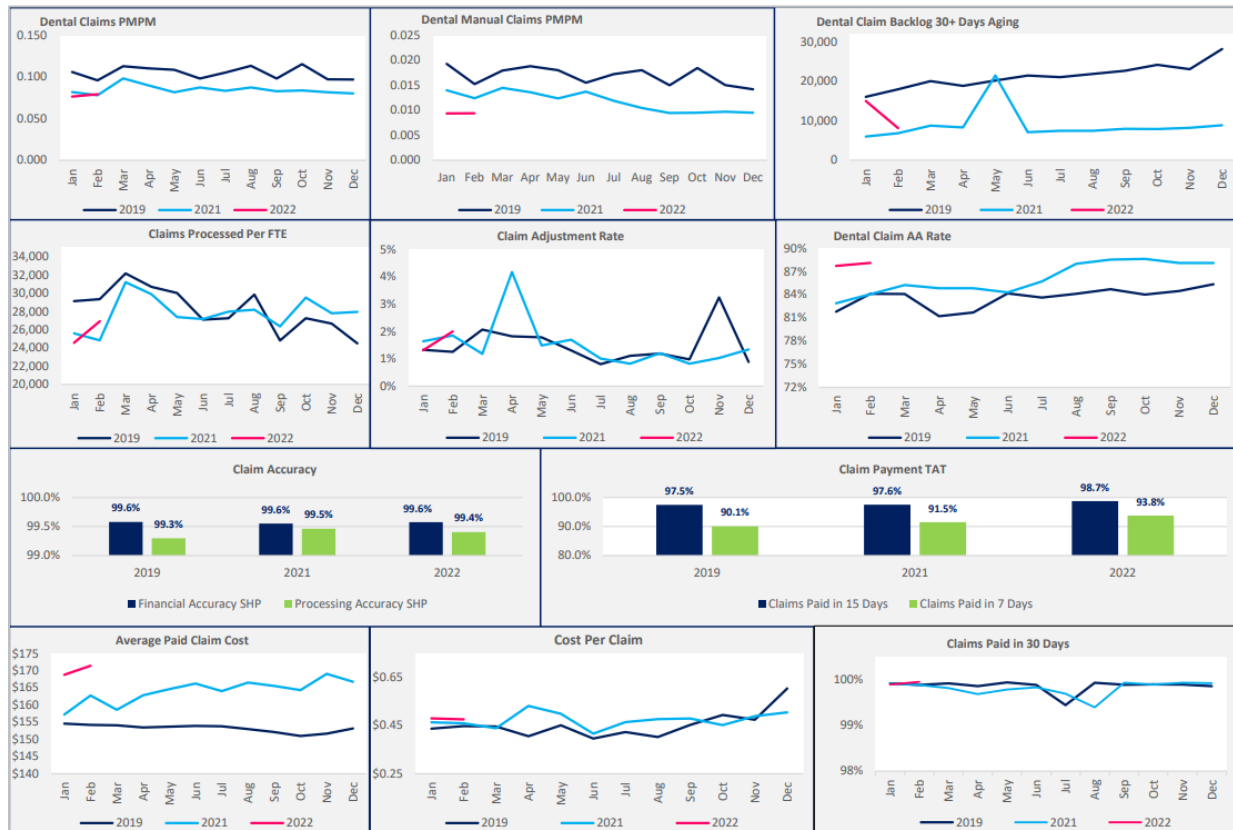 Dental Claims PMPM
0.150
0.100
0.050
0.000
Jan Feb Mar Apr May Jun Jul Aug Sep Oct Nov Dec
2019 2021 2022
Dental Manual Claims PMPM
0.025
0.020
0.015
0.010
0.005
0.000
Jan Feb Mar Apr May Jun Jul Aug Sep Oct Nov Dec
2019 2021 2022
Dental Claim Backlog 30+ Days Aging
30,000
20,000
10,000
0
Jan Feb Mar Apr May Jun Jul Aug Sep Oct Nov Dec
2019 2021 2022
Claims Processed Per FTE
34,000
32,000
30,000
28,000
26,000
24,000
22,000
20,000
Jan Feb Mar Apr May Jun Jul Aug Sep Oct Nov Dec
2019 2021 2022
Claim Adjustment Rate
5%
4%
3%
2%
1%
0%
Jan Feb Mar Apr May Jun Jul Aug Sep Oct Nov Dec
2019 2021 2022
Dental Claim AA Rate
90%
87%
84%
81%
78%
75%
72%
Jan Feb Mar Apr May Jun Jul Aug Sep Oct Nov Dec
2019 2021 2022
Claim Accuracy
100.0%
99.5%
99.0%
99.6% 99.3% 99.6% 99.5% 99.6% 99.4%
2019 2021 2022
Financial Accuracy SHP Processing Accuracy SHP
Claim Payment TAT
100.0%
90.0%
80.0%
97.5% 90.1% 97.6% 91.5% 98.7% 93.8%
2019 2021 2022
Claims Paid in 15 Days Claims Paid in 7 Days
Average Paid Claim Cost
$175
$170
$165
$160
$155
$150
$145
$140
Jan Feb Mar Apr May Jun Jul Aug Sep Oct Nov Dec
2019 2021 2022
Cost Per Claim
$0.65
$0.45
$0.25
Jan Feb Mar Apr May Jun Jul Aug Sep Oct Nov Dec
2019 2021 2022
Claims Paid in 30 Days
100%
99%
98%
Jan Feb Mar Apr May Jun Jul Aug Sep Oct Nov Dec
2019 2021 2022